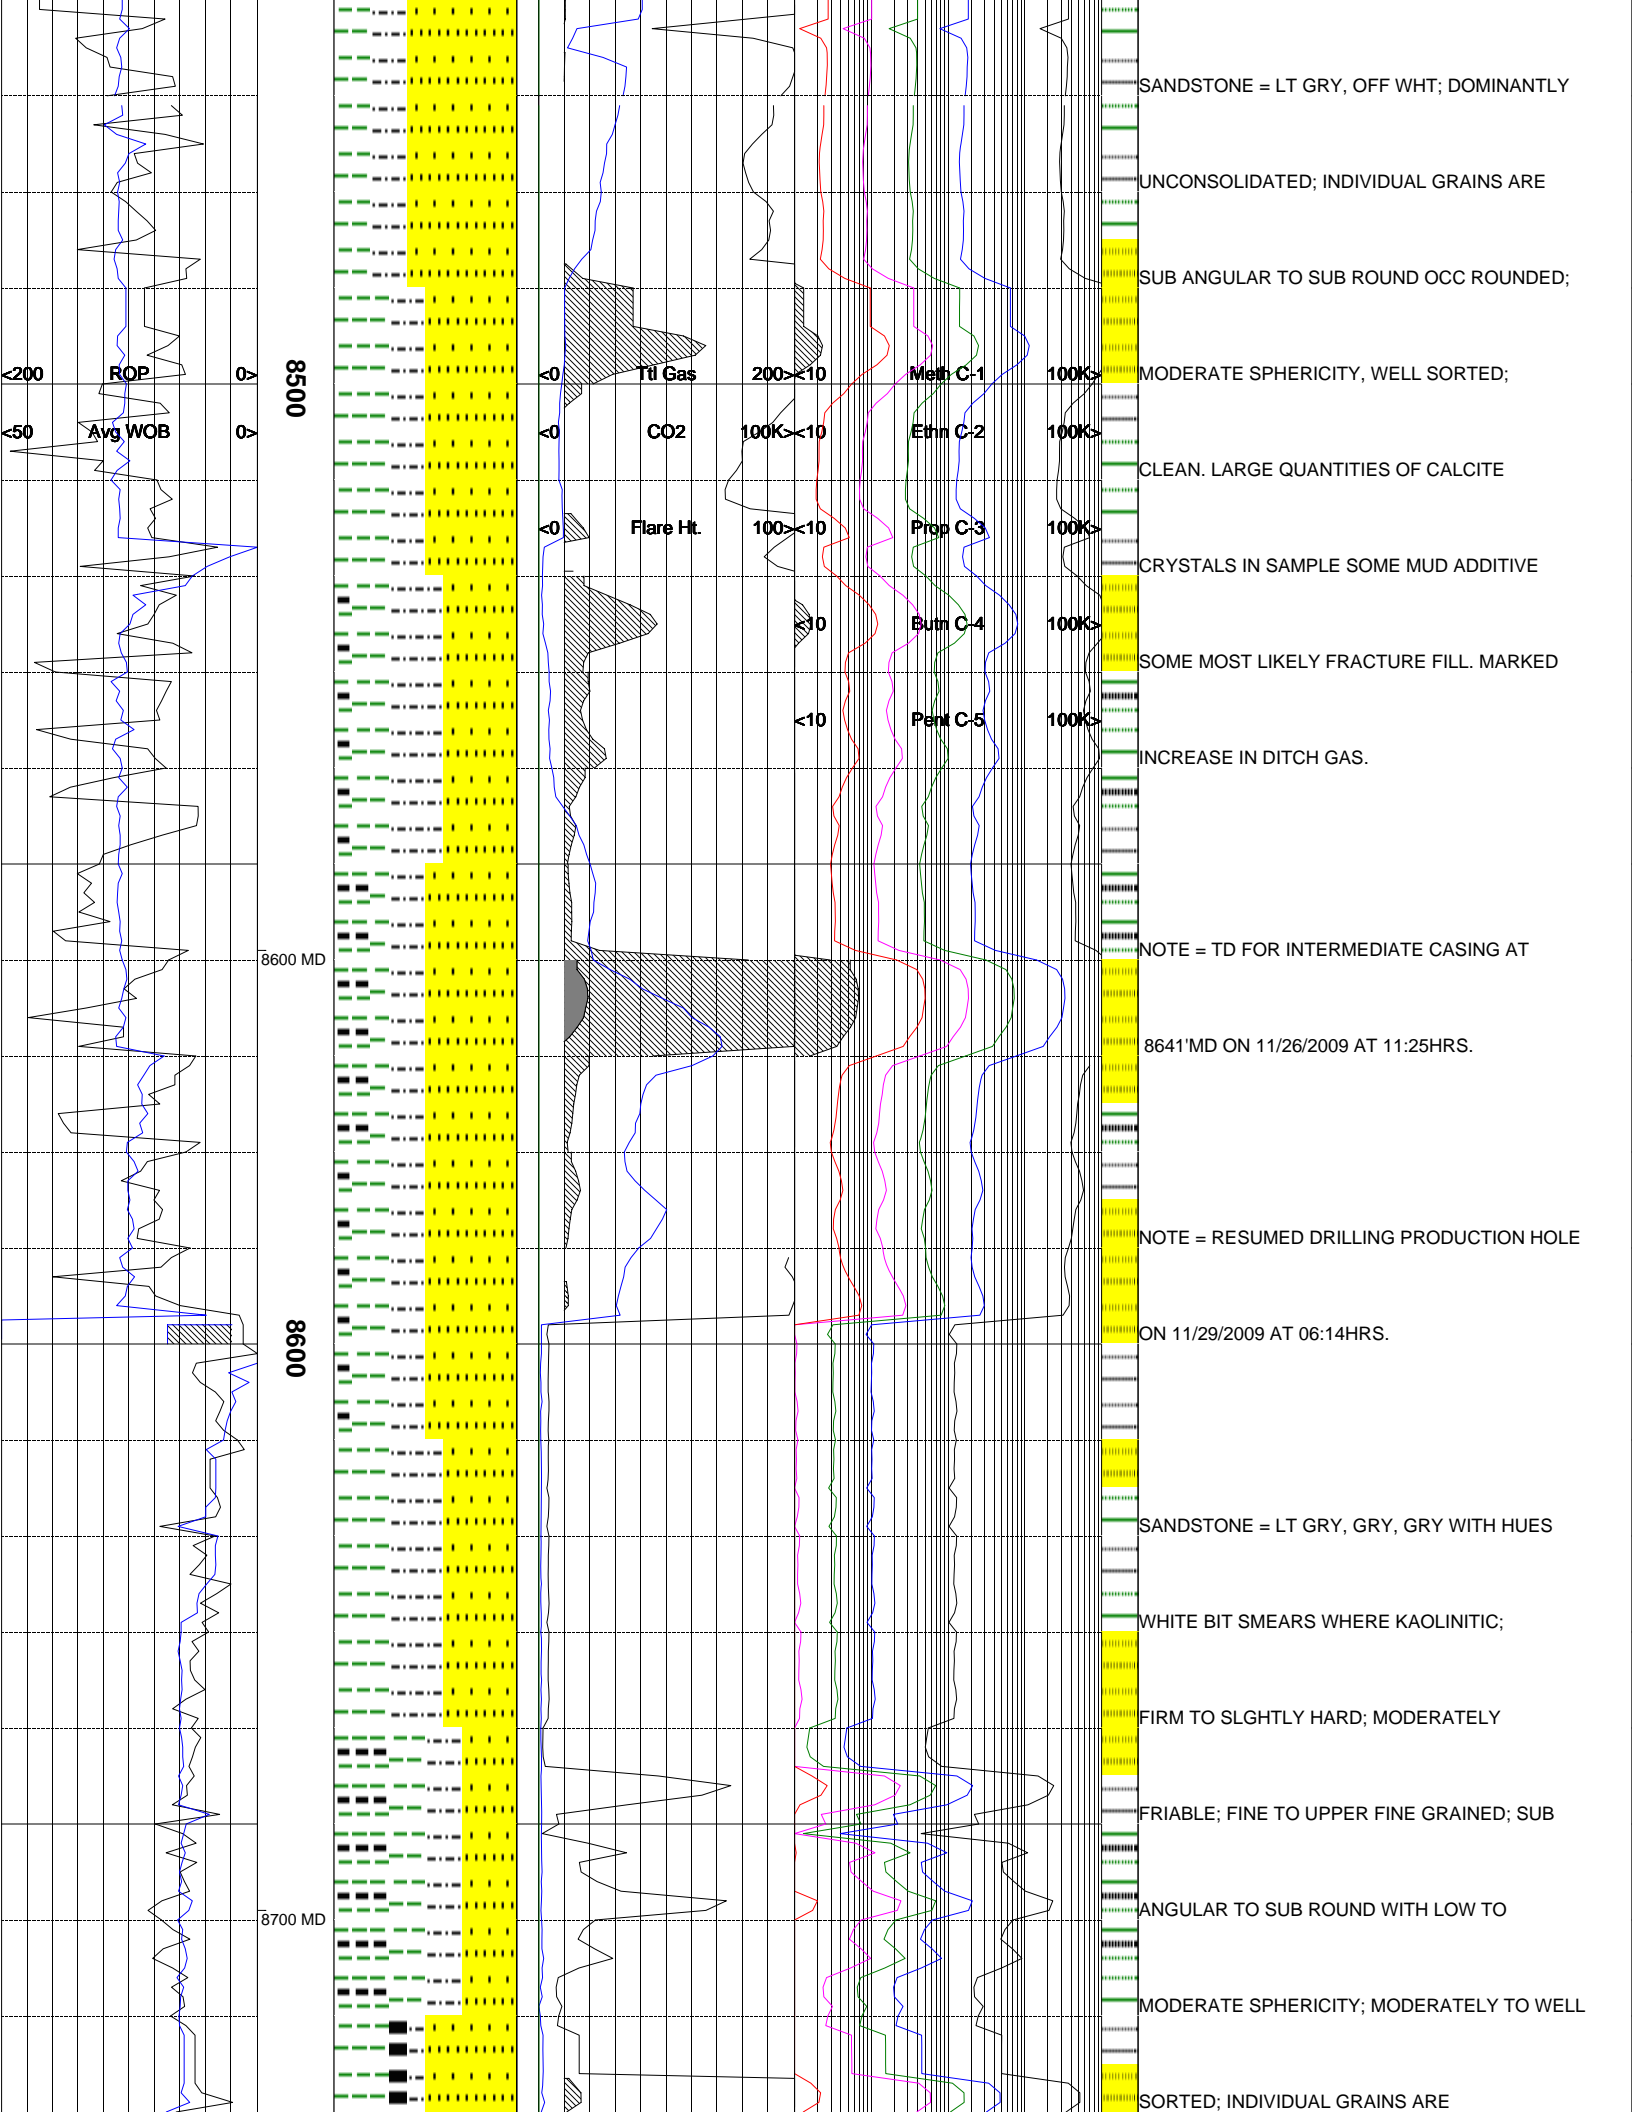 SANDSTONE = LT GRY, OFF WHT; DOMINANTLY
UNCONSOLIDATED; INDIVIDUAL GRAINS ARE
SUB ANGULAR TO SUB ROUND OCC ROUNDED;
<200 ROP 0>
8500
<0 Ttl Gas 200>
<10 Meth C-1 100K>
MODERATE SPHERICITY, WELL SORTED;
<50 Avg WOB 0>
<0 CO2 100K>
<10 Ethn C-2 100K>
CLEAN. LARGE QUANTITIES OF CALCITE
<0 Flare Ht. 100>
<10 Prop C-3 100K>
CRYSTALS IN SAMPLE SOME MUD ADDITIVE
<10 Butn C-4 100K>
SOME MOST LIKELY FRACTURE FILL. MARKED
<10 Pent C-5 100K>
INCREASE IN DITCH GAS.
8600 MD
NOTE = TD FOR INTERMEDIATE CASING AT
8641'MD ON 11/26/2009 AT 11:25HRS.
NOTE = RESUMED DRILLING PRODUCTION HOLE
8600
ON 11/29/2009 AT 06:14HRS.
SANDSTONE = LT GRY, GRY, GRY WITH HUES
WHITE BIT SMEARS WHERE KAOLINITIC;
FIRM TO SLGHTLY HARD; MODERATELY
FRIABLE; FINE TO UPPER FINE GRAINED; SUB
8700 MD
ANGULAR TO SUB ROUND WITH LOW TO
MODERATE SPHERICITY; MODERATELY TO WELL
SORTED; INDIVIDUAL GRAINS ARE